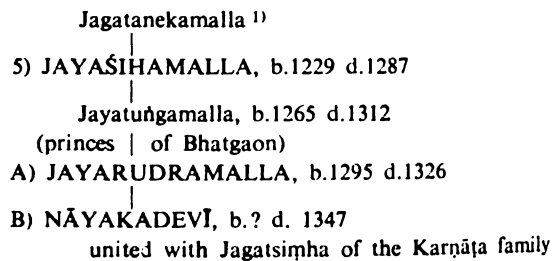 Jagatanekamalla 1)
5) JAYAŚIHAMALLA, b.1229 d.1287
Jayatuṅgamalla, b.1265 d.1312
(princes | of Bhatgaon)
A) JAYARUDRAMALLA, b.1295 d.1326
B) NĀYAKADEVĪ, b.? d. 1347
united with Jagatsiṃha of the Karṇāṭa family